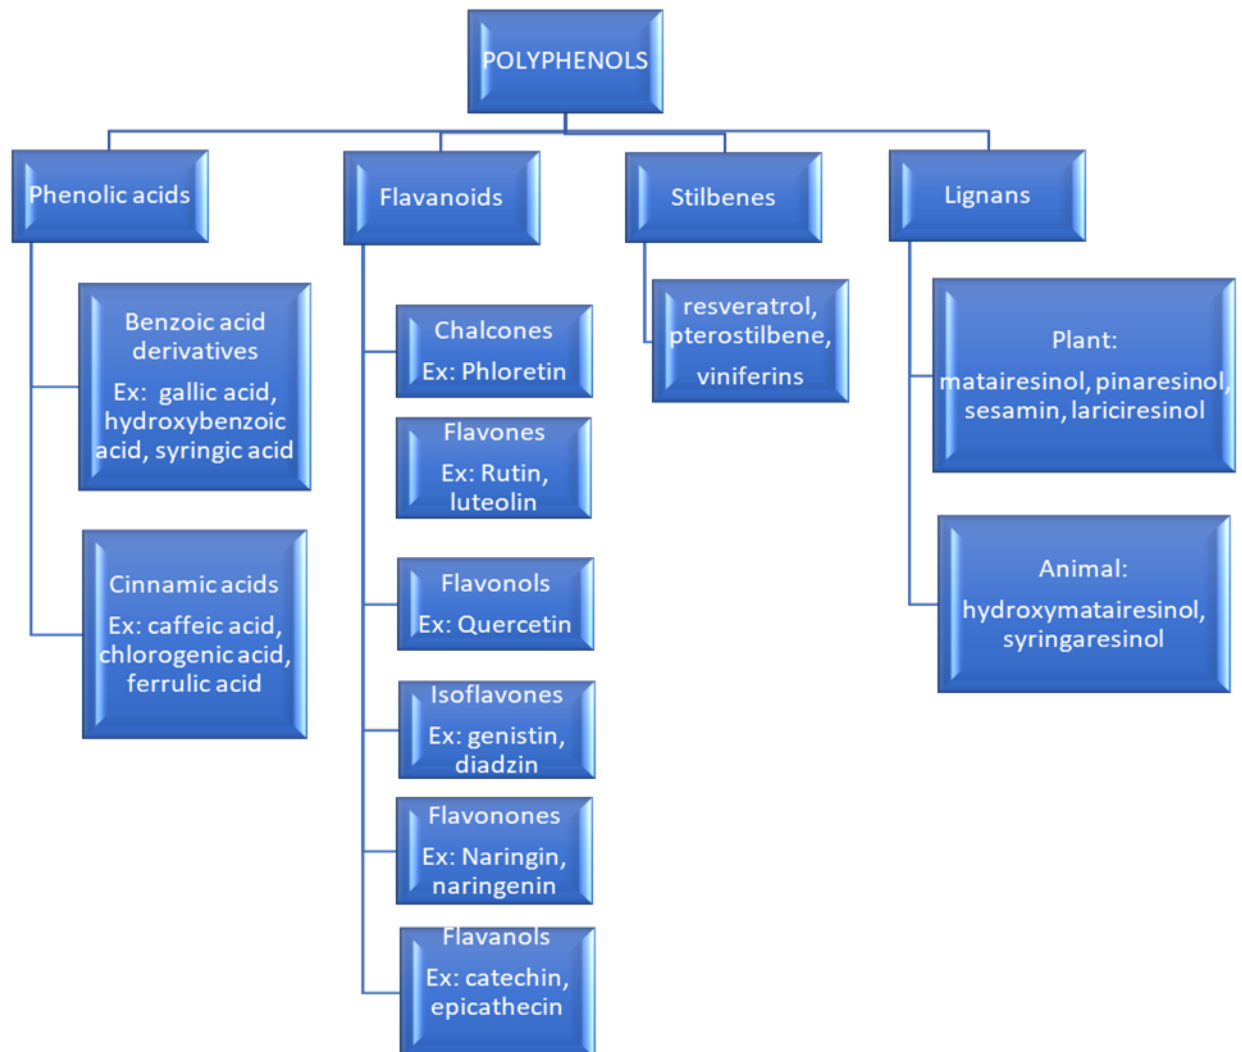 POLYPHENOLS
Phenolic acids
Benzoic acid
derivatives
Ex:  gallic acid,
hydroxybenzoic
acid, syringic acid
Cinnamic acids
Ex: caffeic acid,
chlorogenic acid,
ferrulic acid
Flavanoids
Chalcones
Ex: Phloretin
Flavones
Ex: Rutin,
luteolin
Flavonols
Ex: Quercetin
Isoflavones
Ex: genistin,
diadzin
Flavonones
Ex: Naringin,
naringenin
Flavanols
Ex: catechin,
epicathecin
Stilbenes
resveratrol,
pterostilbene,
viniferins
Lignans
Plant:
matairesinol, pinaresinol,
sesamin, lariciresinol
Animal:
hydroxymatairesinol,
syringaresinol